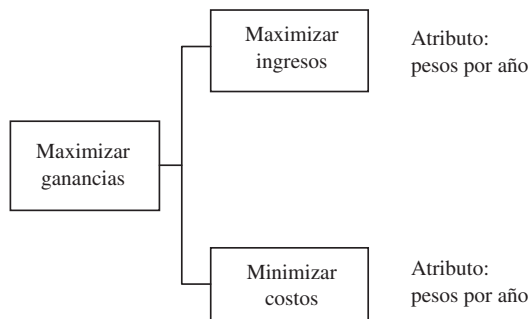 Maximizar
ingresos
Atributo:
pesos por año
Maximizar
ganancias
Minimizar
costos
Atributo:
pesos por año